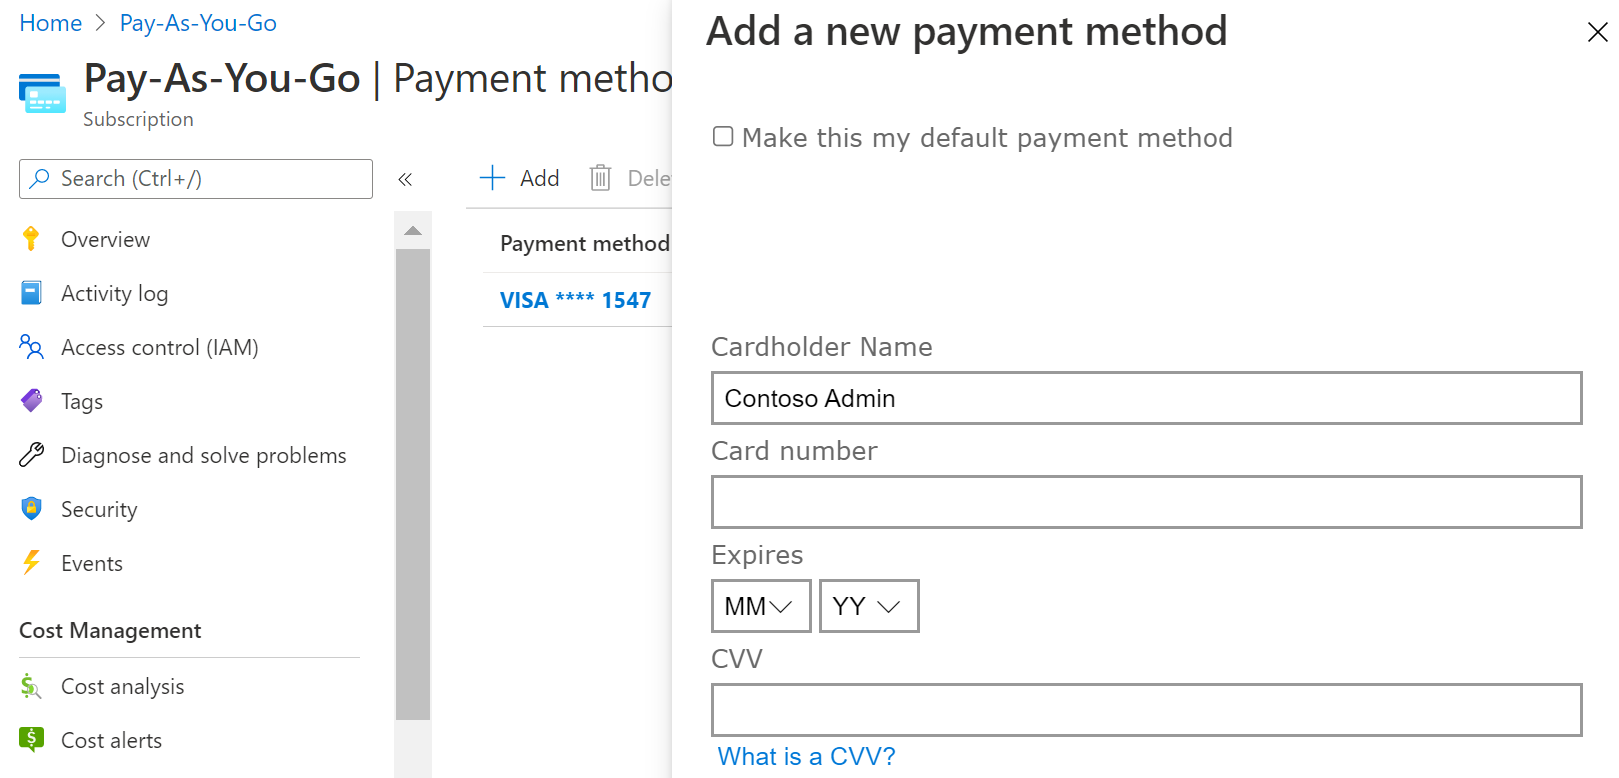 Home > Pay-As-You-Go
Pay-As-You-Go | Payment metho
Subscription
Search (Ctrl+/)
«
Overview
Activity log
Access control (IAM)
Tags
Diagnose and solve problems
Security
Events
Cost Management
Cost analysis
Cost alerts
+ Add
Dele
Payment method
VISA **** 1547
Add a new payment method
Make this my default payment method
Cardholder Name
Contoso Admin
Card number
Expires
MM YY
CVV
What is a CVV?